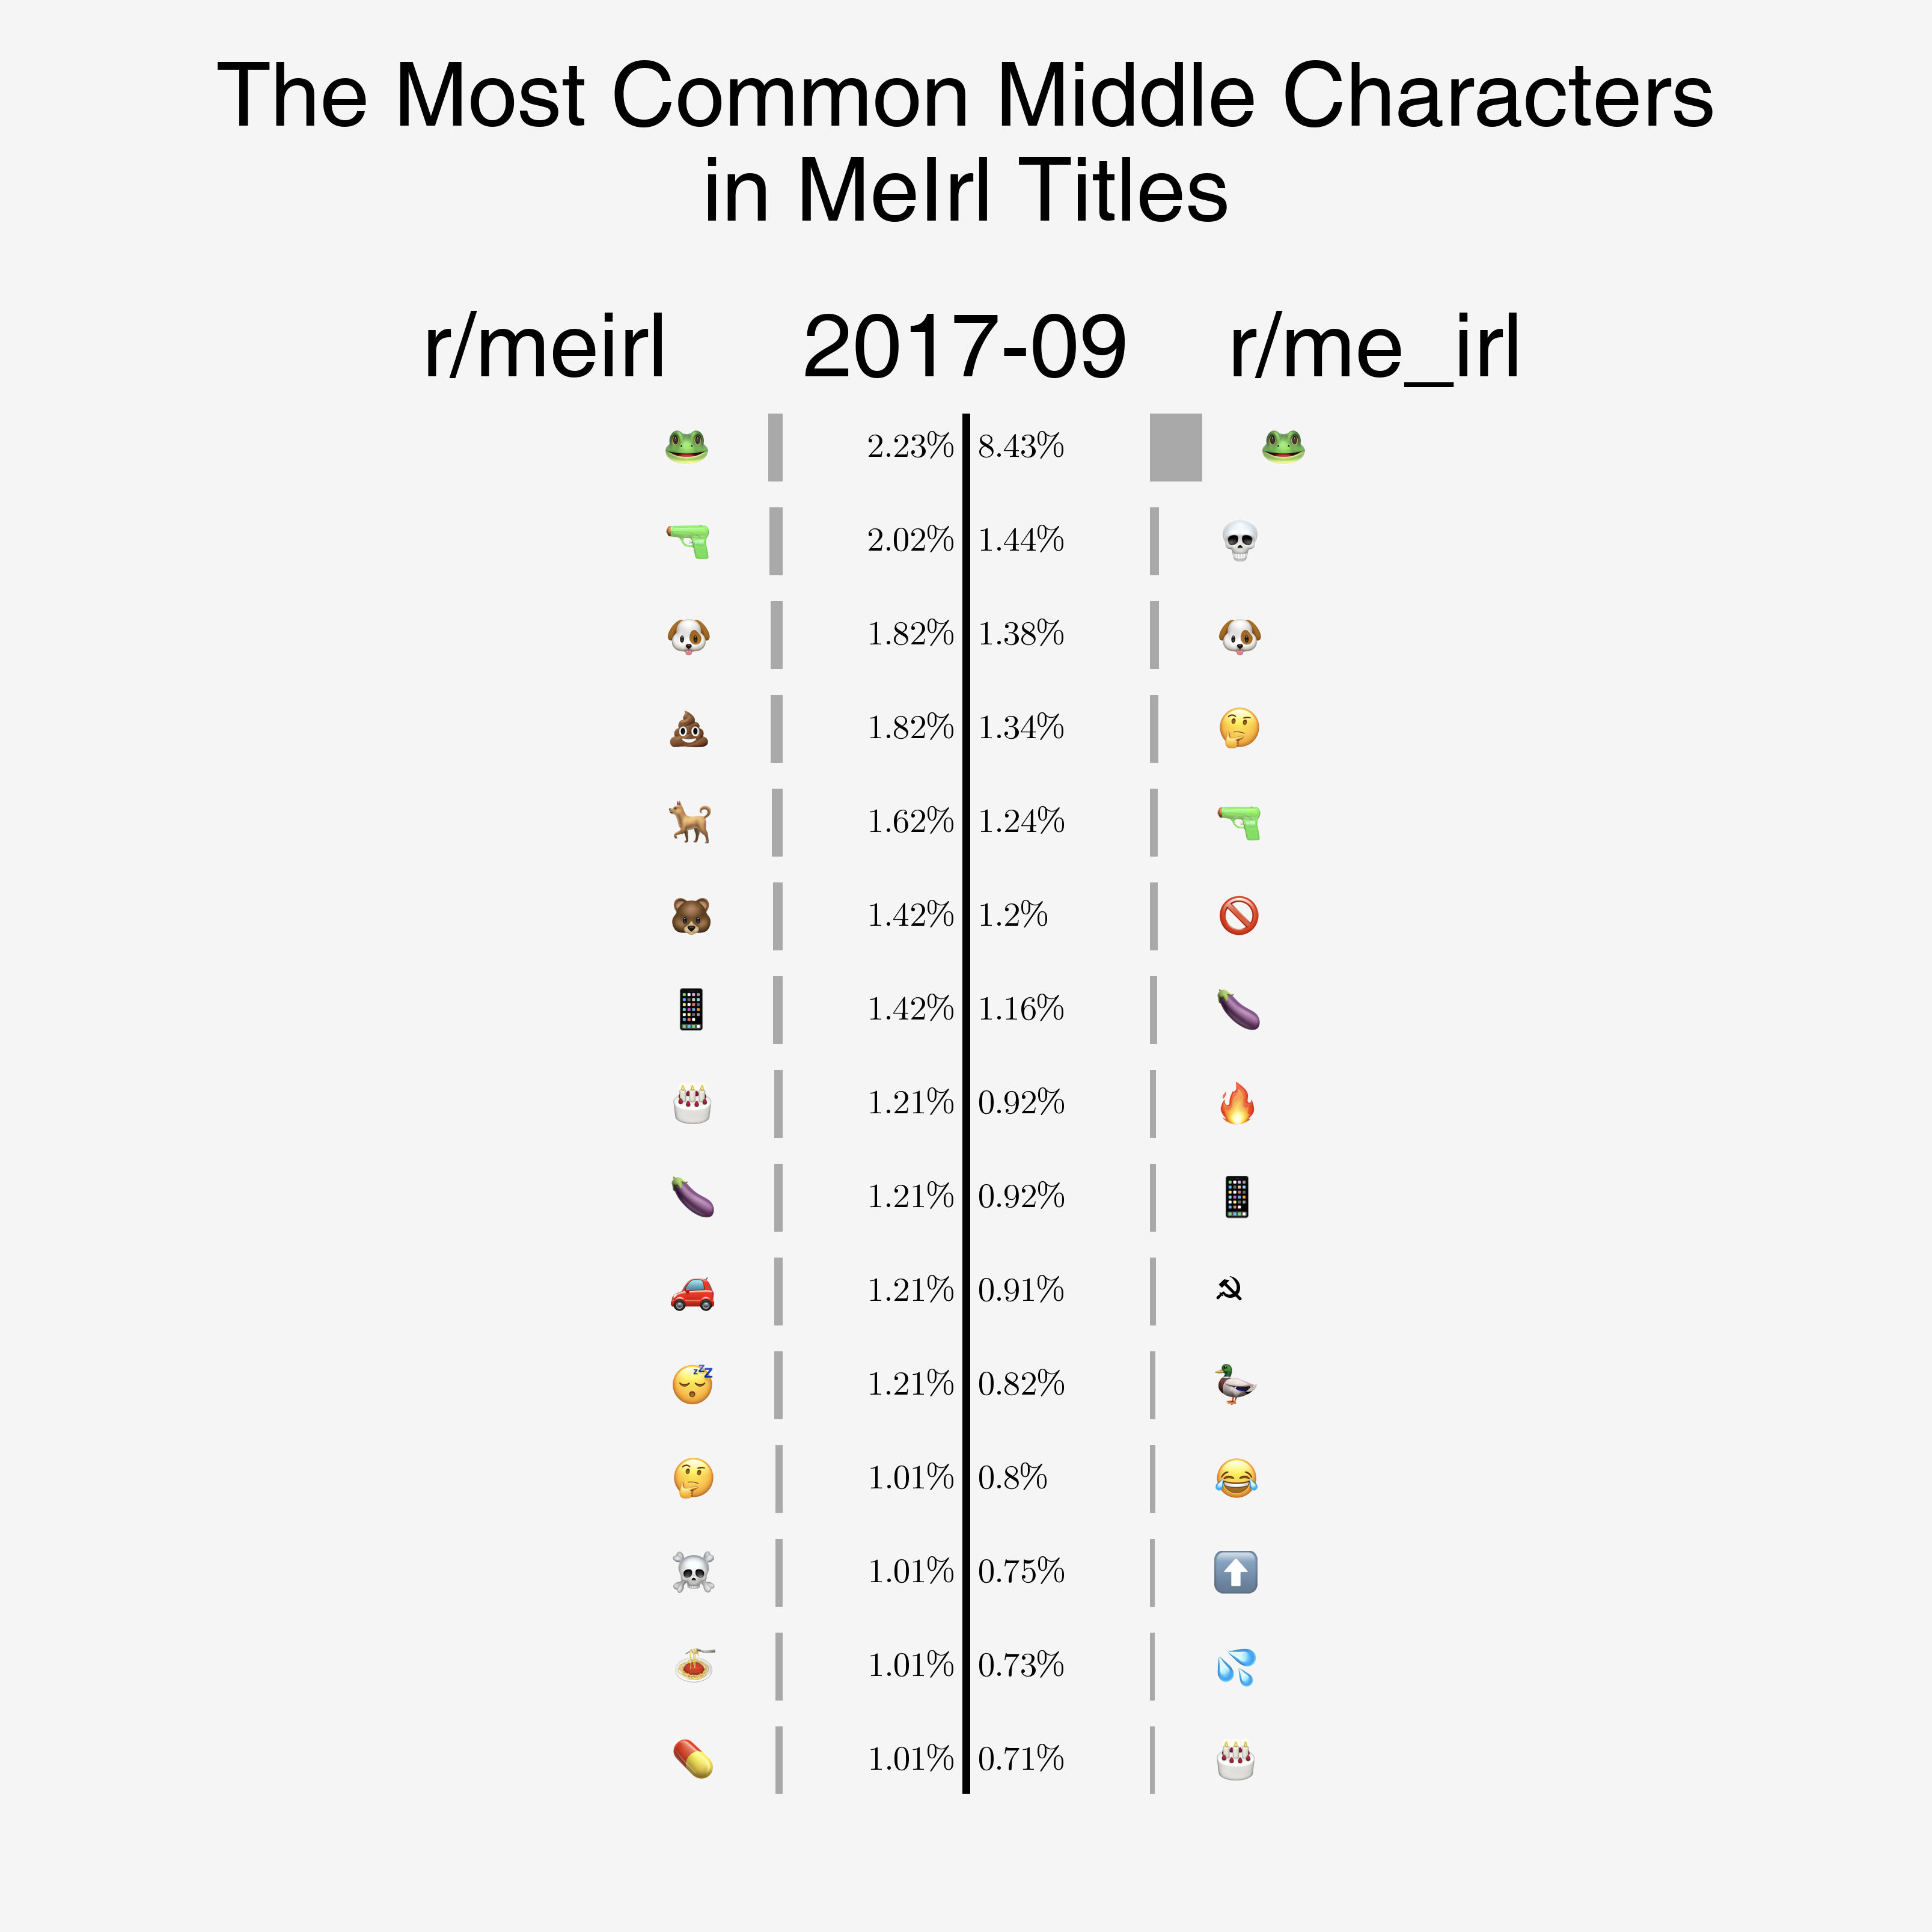 The Most Common Middle Characters
in MeIrl Titles
r/meirl 2017-09 r/me_irl
🐸 2.23% 8.43% 🐸
🔫 2.02% 1.44% 💀
🐶 1.82% 1.38% 🐶
💩 1.82% 1.34% 🤔
🐕 1.62% 1.24% 🔫
🐻 1.42% 1.2% 🚫
📱 1.42% 1.16% 🍆
🎂 1.21% 0.92% 🔥
🍆 1.21% 0.92% 📱
🚗 1.21% 0.91% ☭
😴 1.21% 0.82% 🦆
🤔 1.01% 0.8% 😂
☠️ 1.01% 0.75% ⬆️
🍝 1.01% 0.73% 💦
💊 1.01% 0.71% 🎂